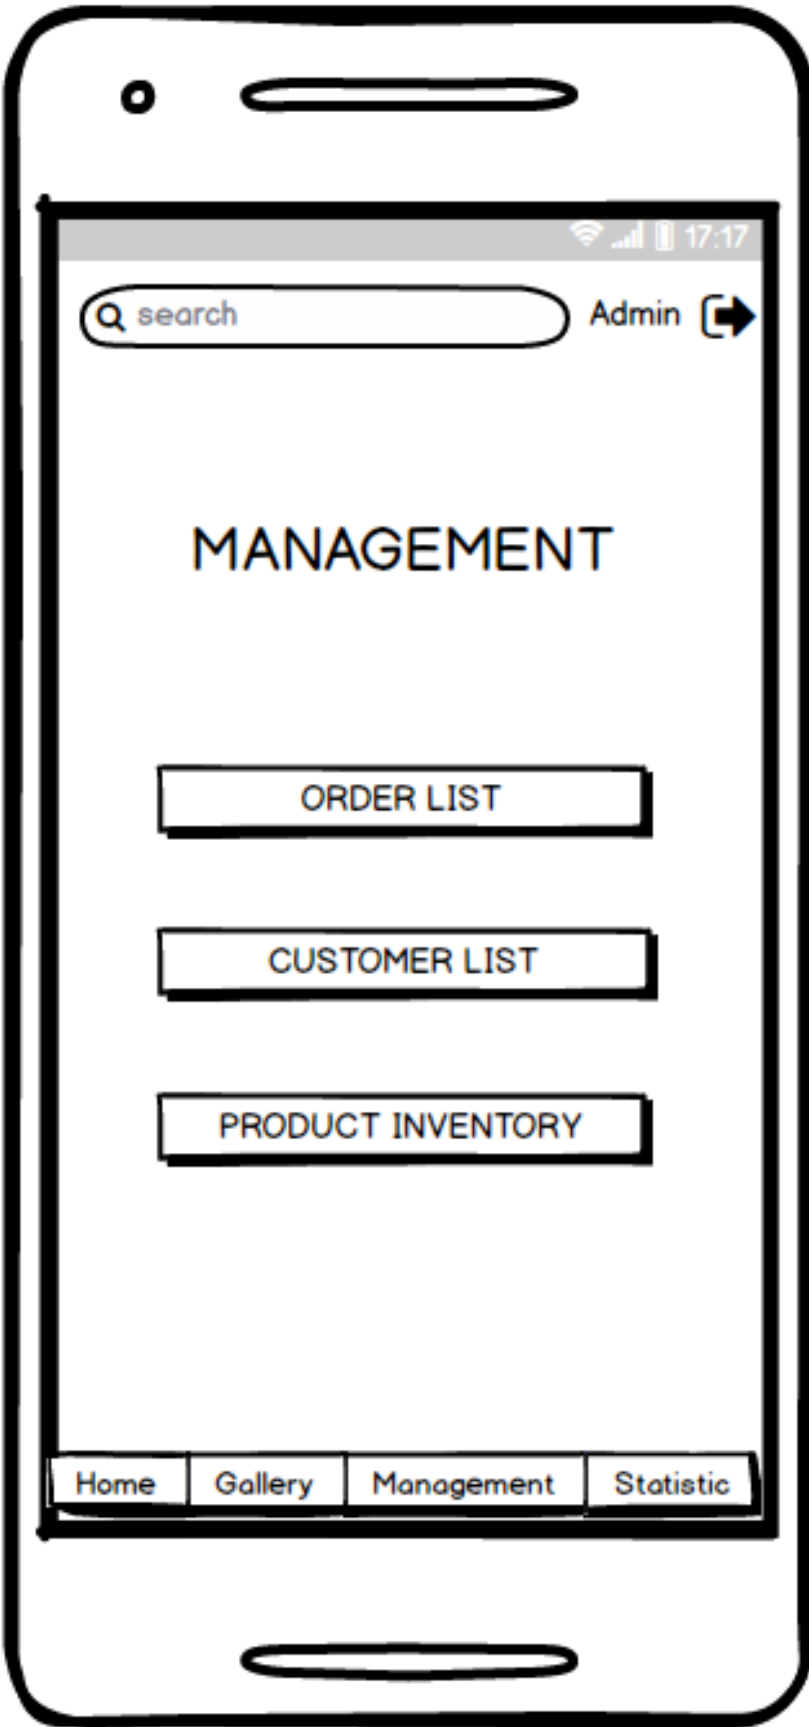 17:17
search Admin
MANAGEMENT
ORDER LIST
CUSTOMER LIST
PRODUCT INVENTORY
Home Gallery Management Statistic